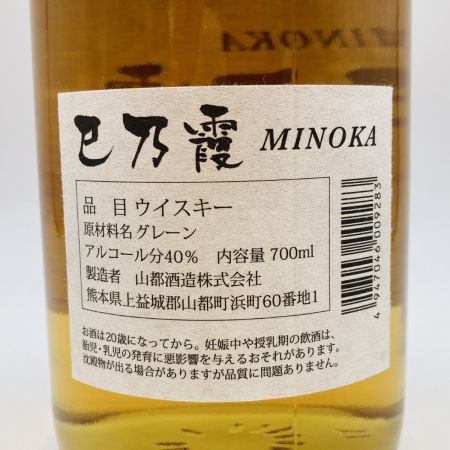 MINOKA
巳乃霞 MINOKA
品 目 ウイスキー
原材料名 グレーン
アルコール分40% 内容量 700ml
製造者 山都酒造株式会社
熊本県上益城郡山都町浜町60番地1
4947046009283
お酒は20歳になってから。妊娠中や授乳期の飲酒は、
胎児・乳児の発育に悪影響を与えるおそれがあります。
沈殿物が出る場合がありますが品質に問題ありません。